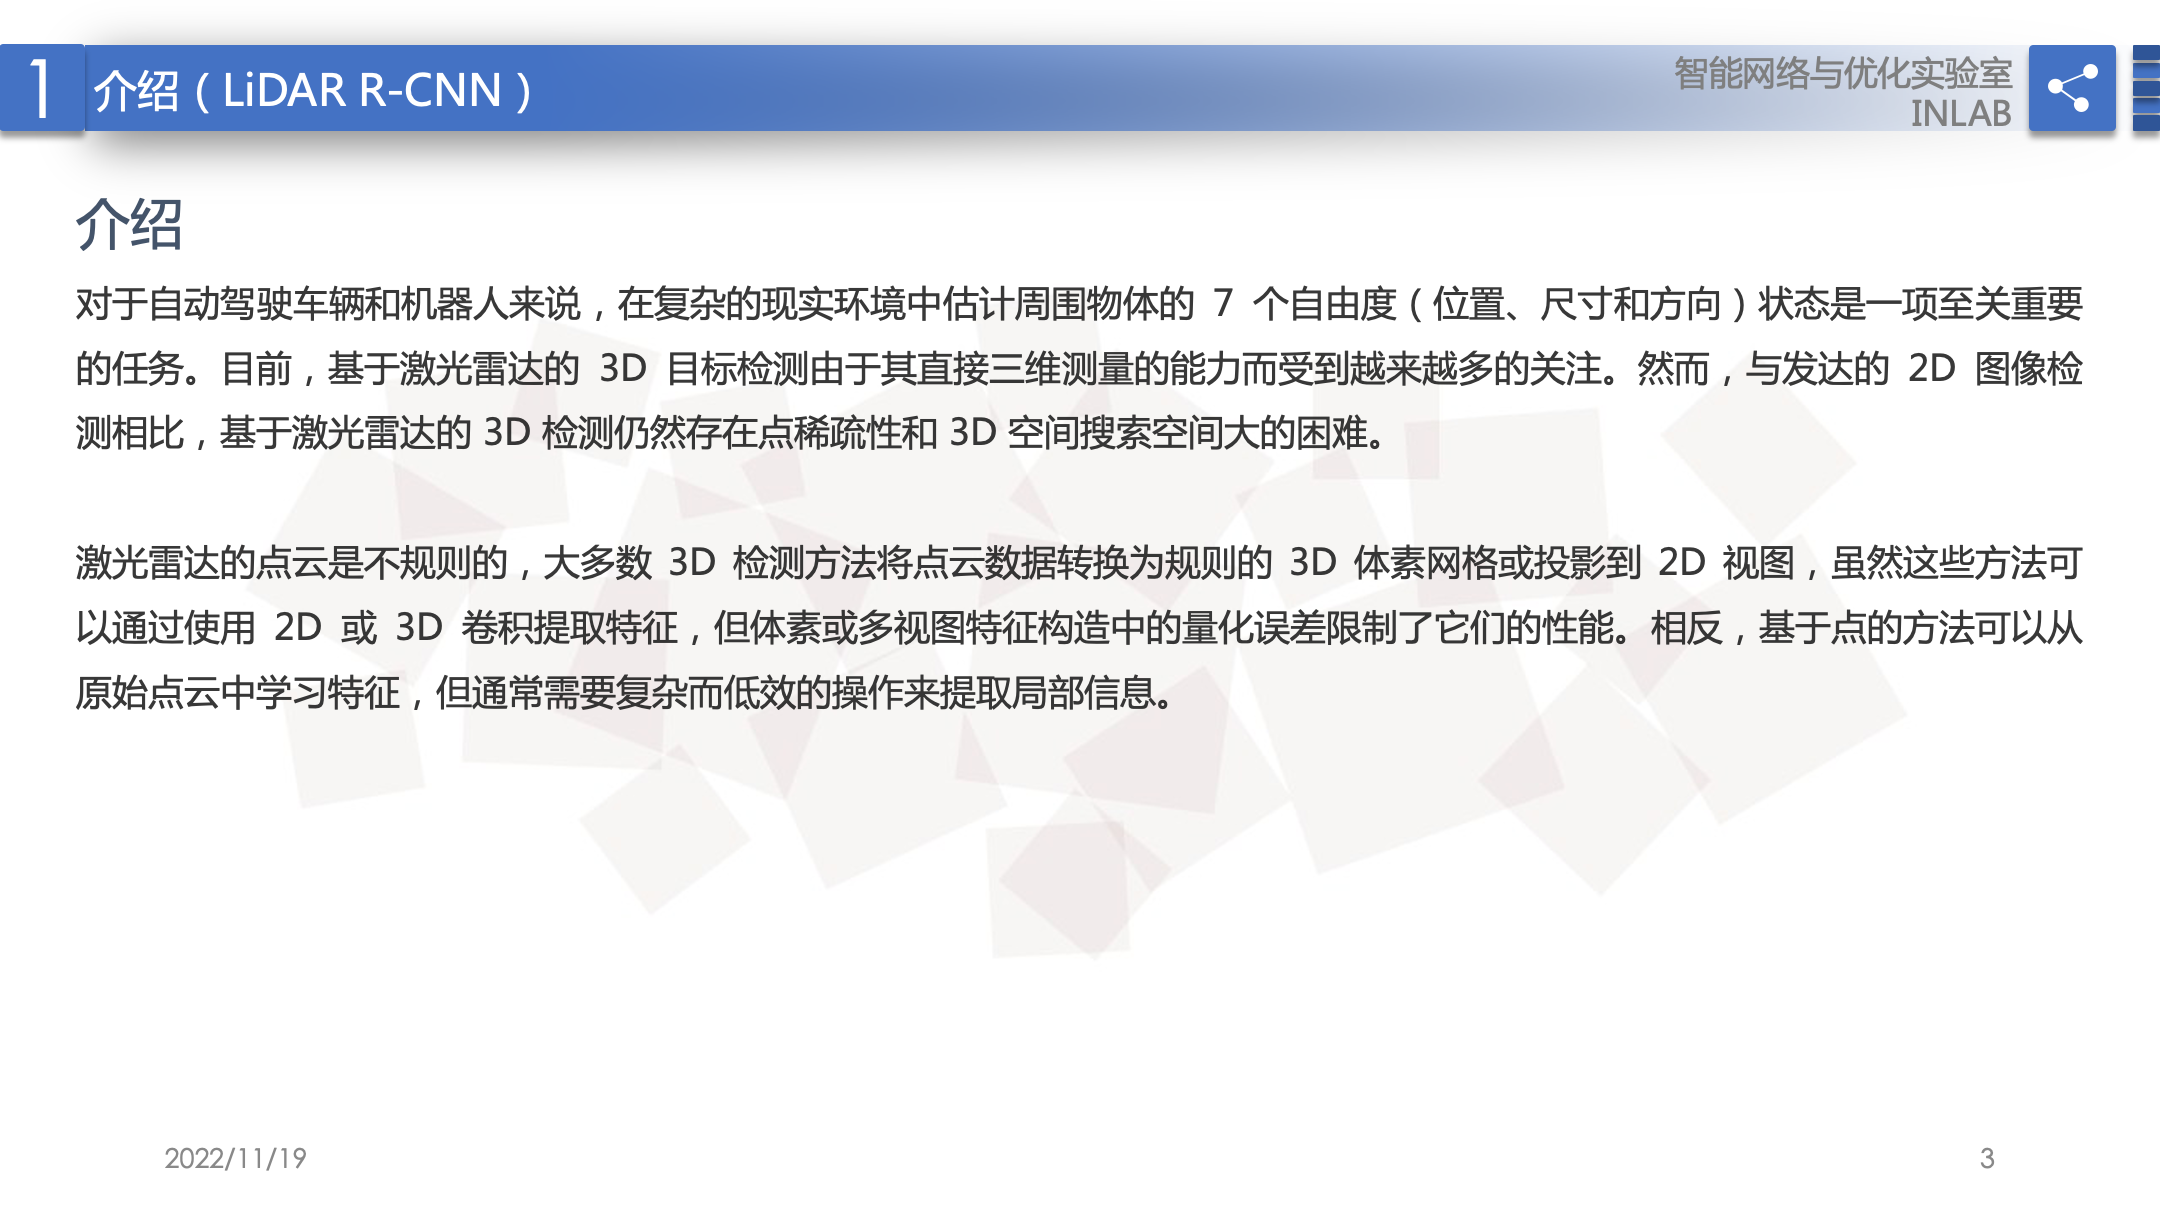 1 介绍（LiDAR R-CNN）
智能网络与优化实验室
INLAB
介绍
对于自动驾驶车辆和机器人来说，在复杂的现实环境中估计周围物体的 7 个自由度（位置、尺寸和方向）状态是一项至关重要
的任务。目前，基于激光雷达的 3D 目标检测由于其直接三维测量的能力而受到越来越多的关注。然而，与发达的 2D 图像检
测相比，基于激光雷达的 3D 检测仍然存在点稀疏性和 3D 空间搜索空间大的困难。
激光雷达的点云是不规则的，大多数 3D 检测方法将点云数据转换为规则的 3D 体素网格或投影到 2D 视图，虽然这些方法可
以通过使用 2D 或 3D 卷积提取特征，但体素或多视图特征构造中的量化误差限制了它们的性能。相反，基于点的方法可以从
原始点云中学习特征，但通常需要复杂而低效的操作来提取局部信息。
2022/11/19
3